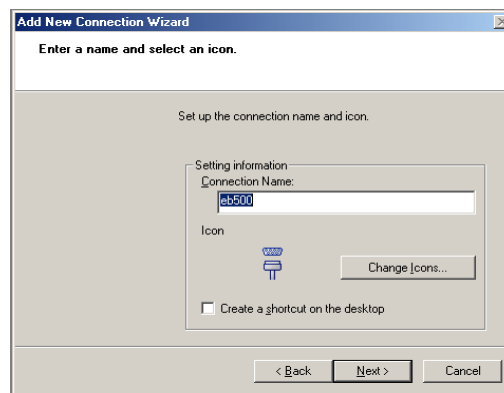 Add New Connection Wizard
Enter a name and select an icon.
Set up the connection name and icon.
Setting information
Connection Name:
eb500
Icon
Change Icons...
Create a shortcut on the desktop
< Back Next > Cancel